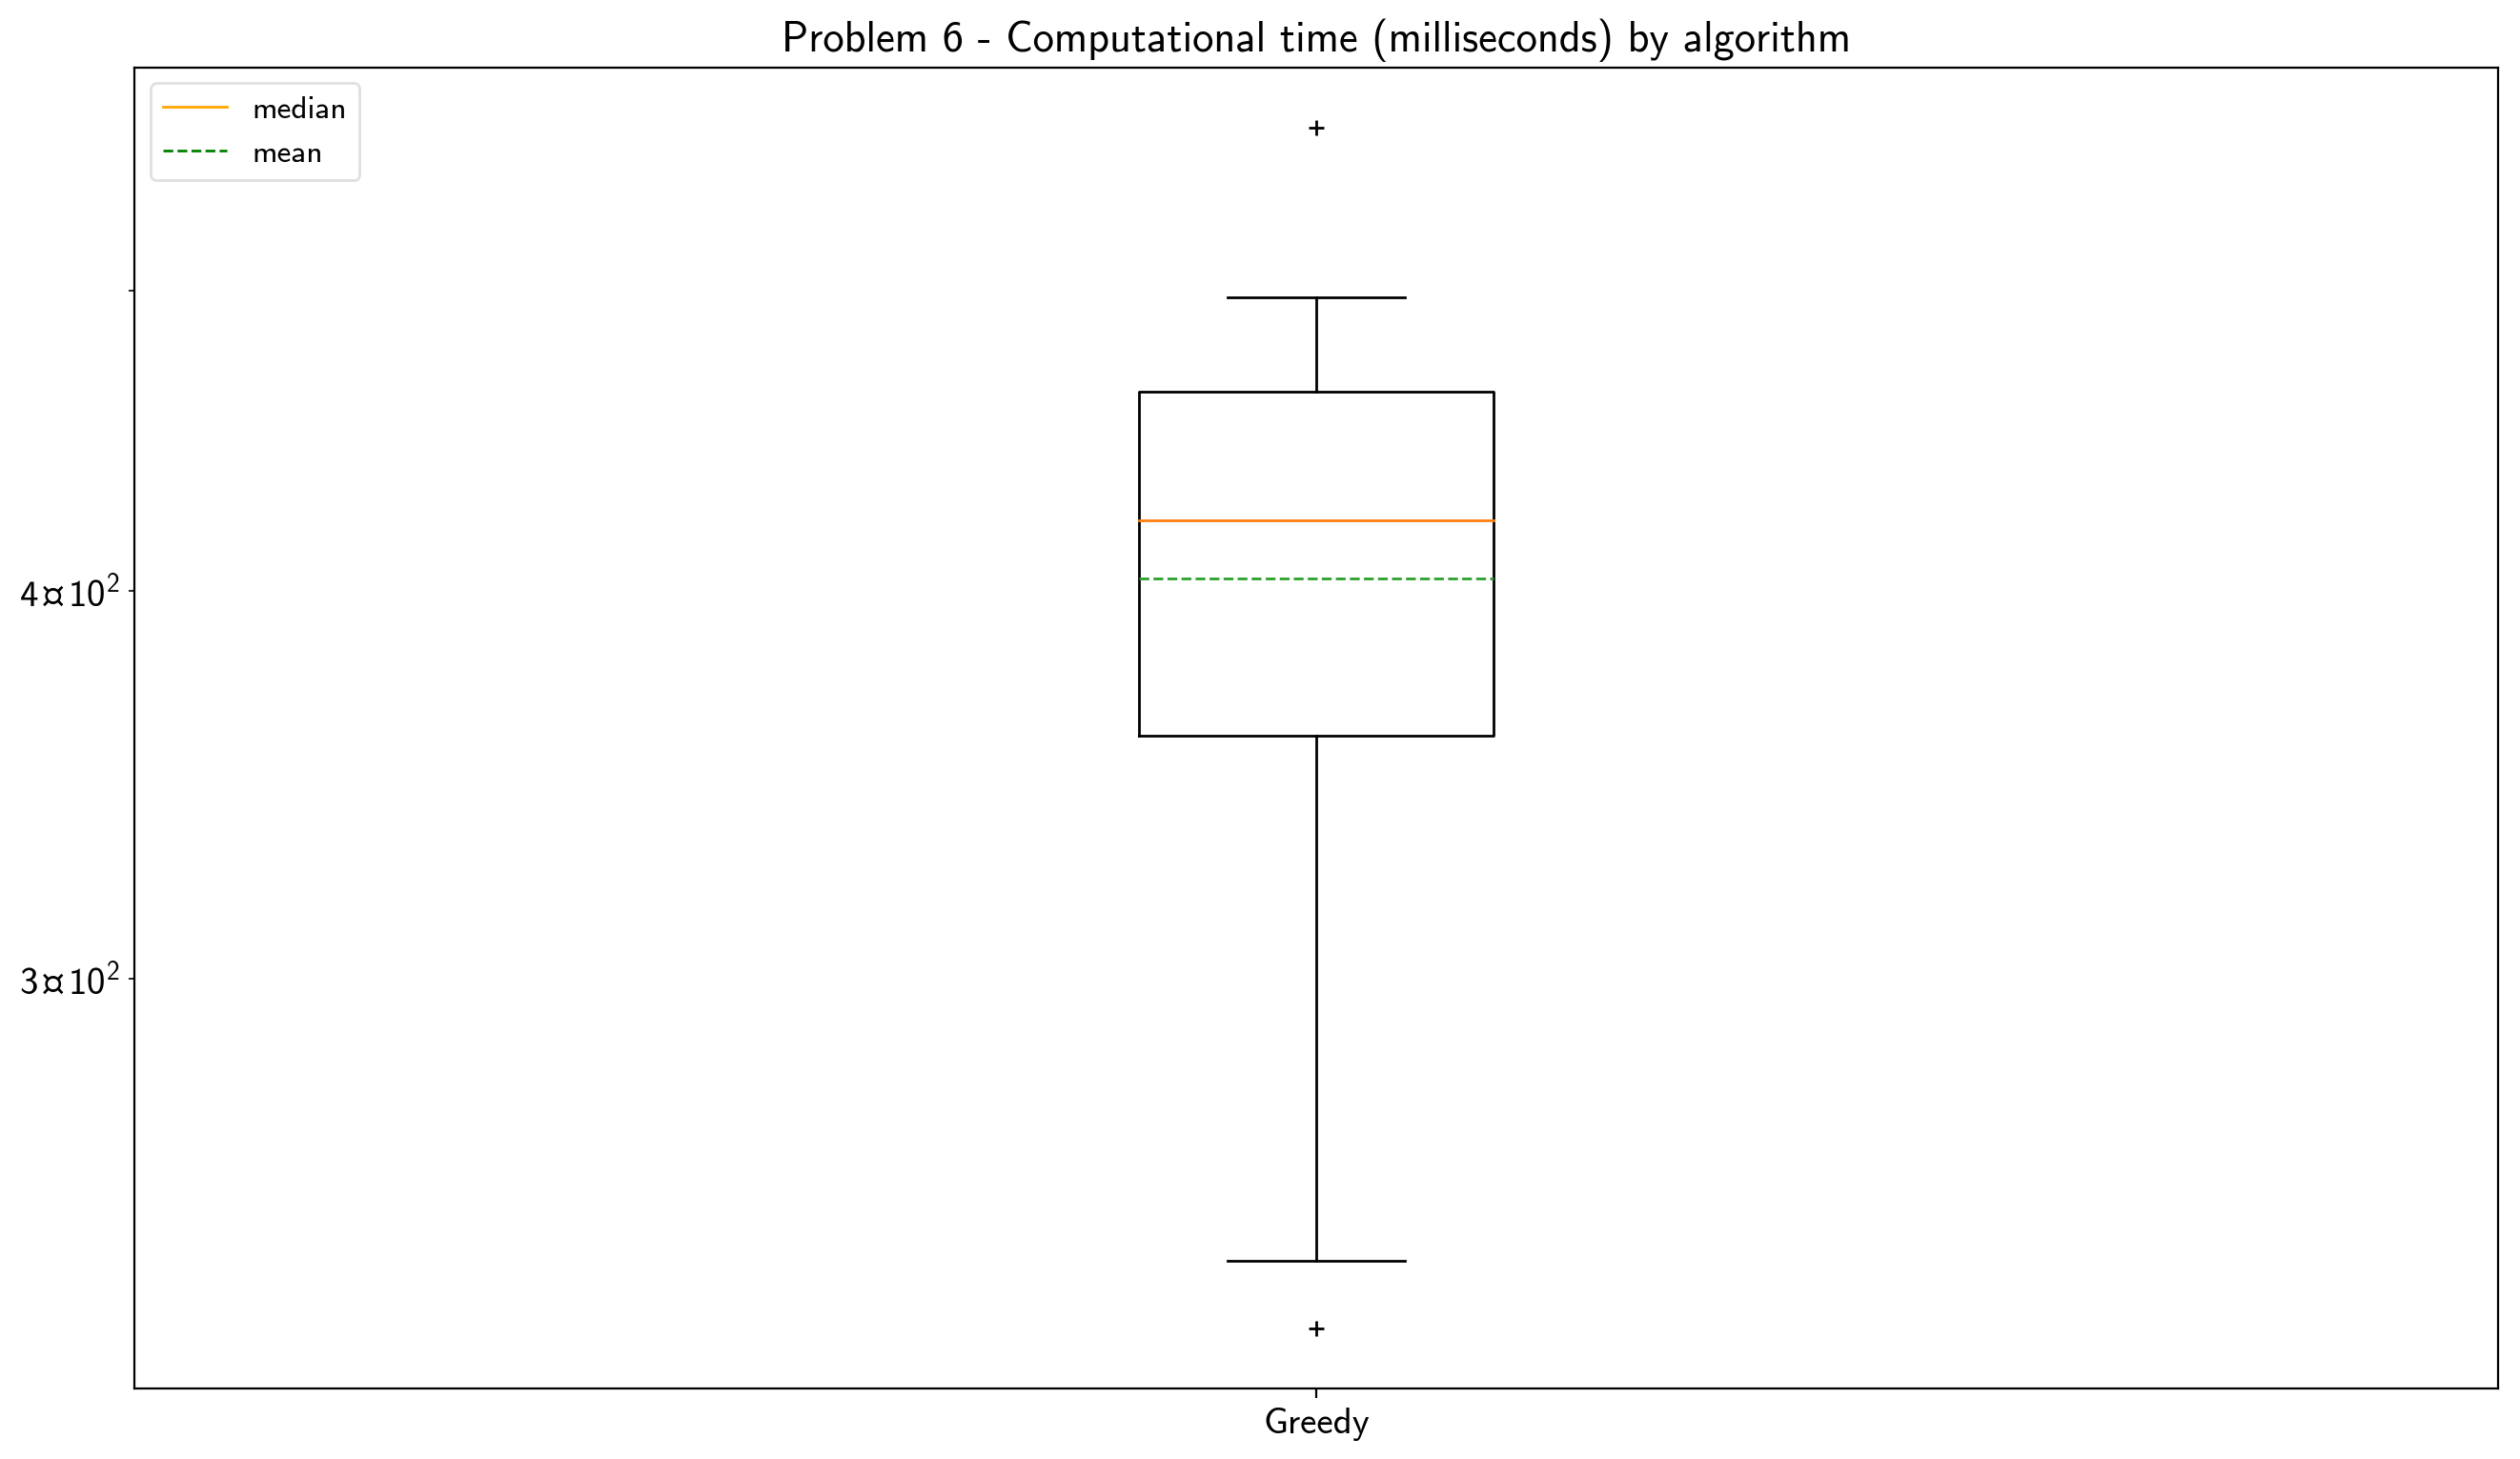 Problem 6 - Computational time (milliseconds) by algorithm
median
mean
4¤10²
3¤10²
Greedy